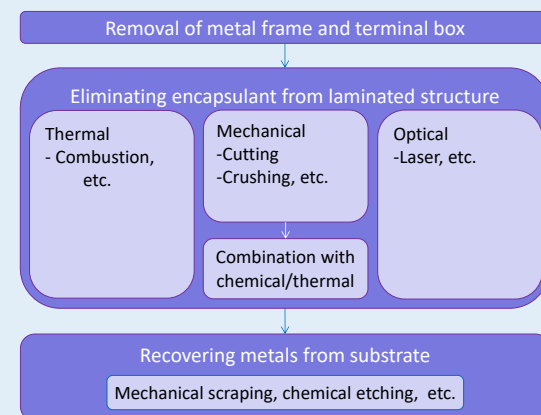 Removal of metal frame and terminal box
Eliminating encapsulant from laminated structure
Thermal
- Combustion,
etc.
Mechanical
-Cutting
-Crushing, etc.
Combination with
chemical/thermal
Optical
-Laser, etc.
Recovering metals from substrate
Mechanical scraping, chemical etching, etc.